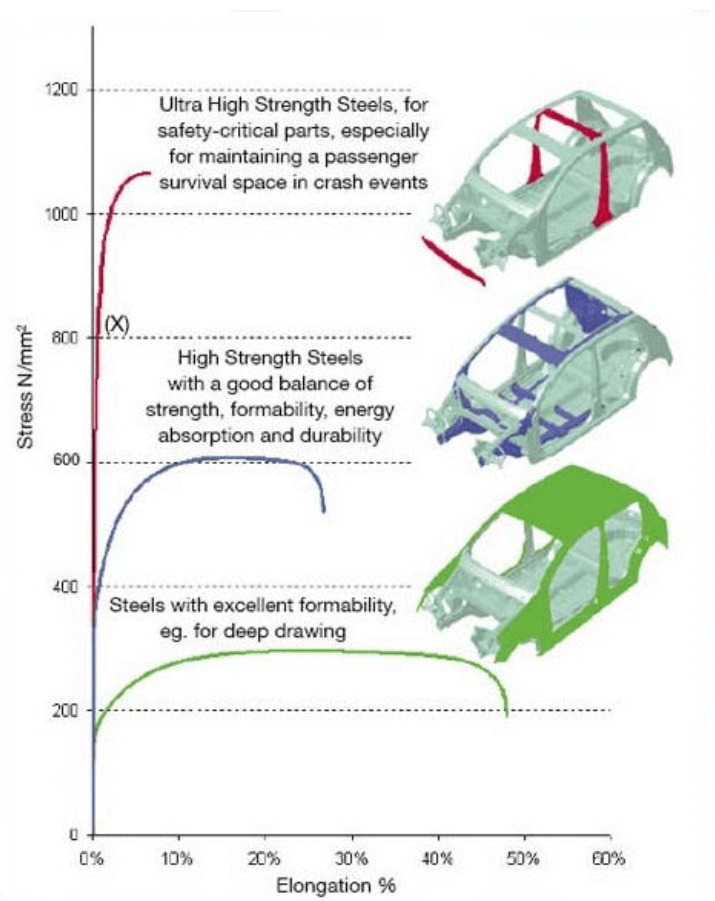 1200
Ultra High Strength Steels, for
safety-critical parts, especially
for maintaining a passenger
survival space in crash events
1000
(X)
800
High Strength Steels
with a good balance of
strength, formability, energy
absorption and durability
600
400
Steels with excellent formability,
eg. for deep drawing
200
0
Stress N/mm²
0% 10% 20% 30% 40% 50% 60%
Elongation %